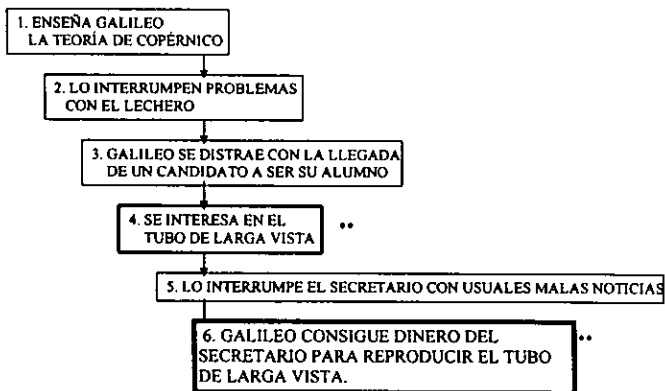 1. ENSEÑA GALILEO
LA TEORÍA DE COPÉRNICO
2. LO INTERRUMPEN PROBLEMAS
CON EL LECHERO
3. GALILEO SE DISTRAE CON LA LLEGADA
DE UN CANDIDATO A SER SU ALUMNO
4. SE INTERESA EN EL
TUBO DE LARGA VISTA
**
5. LO INTERRUMPE EL SECRETARIO CON USUALES MALAS NOTICIAS
6. GALILEO CONSIGUE DINERO DEL
SECRETARIO PARA REPRODUCIR EL TUBO
DE LARGA VISTA.
**